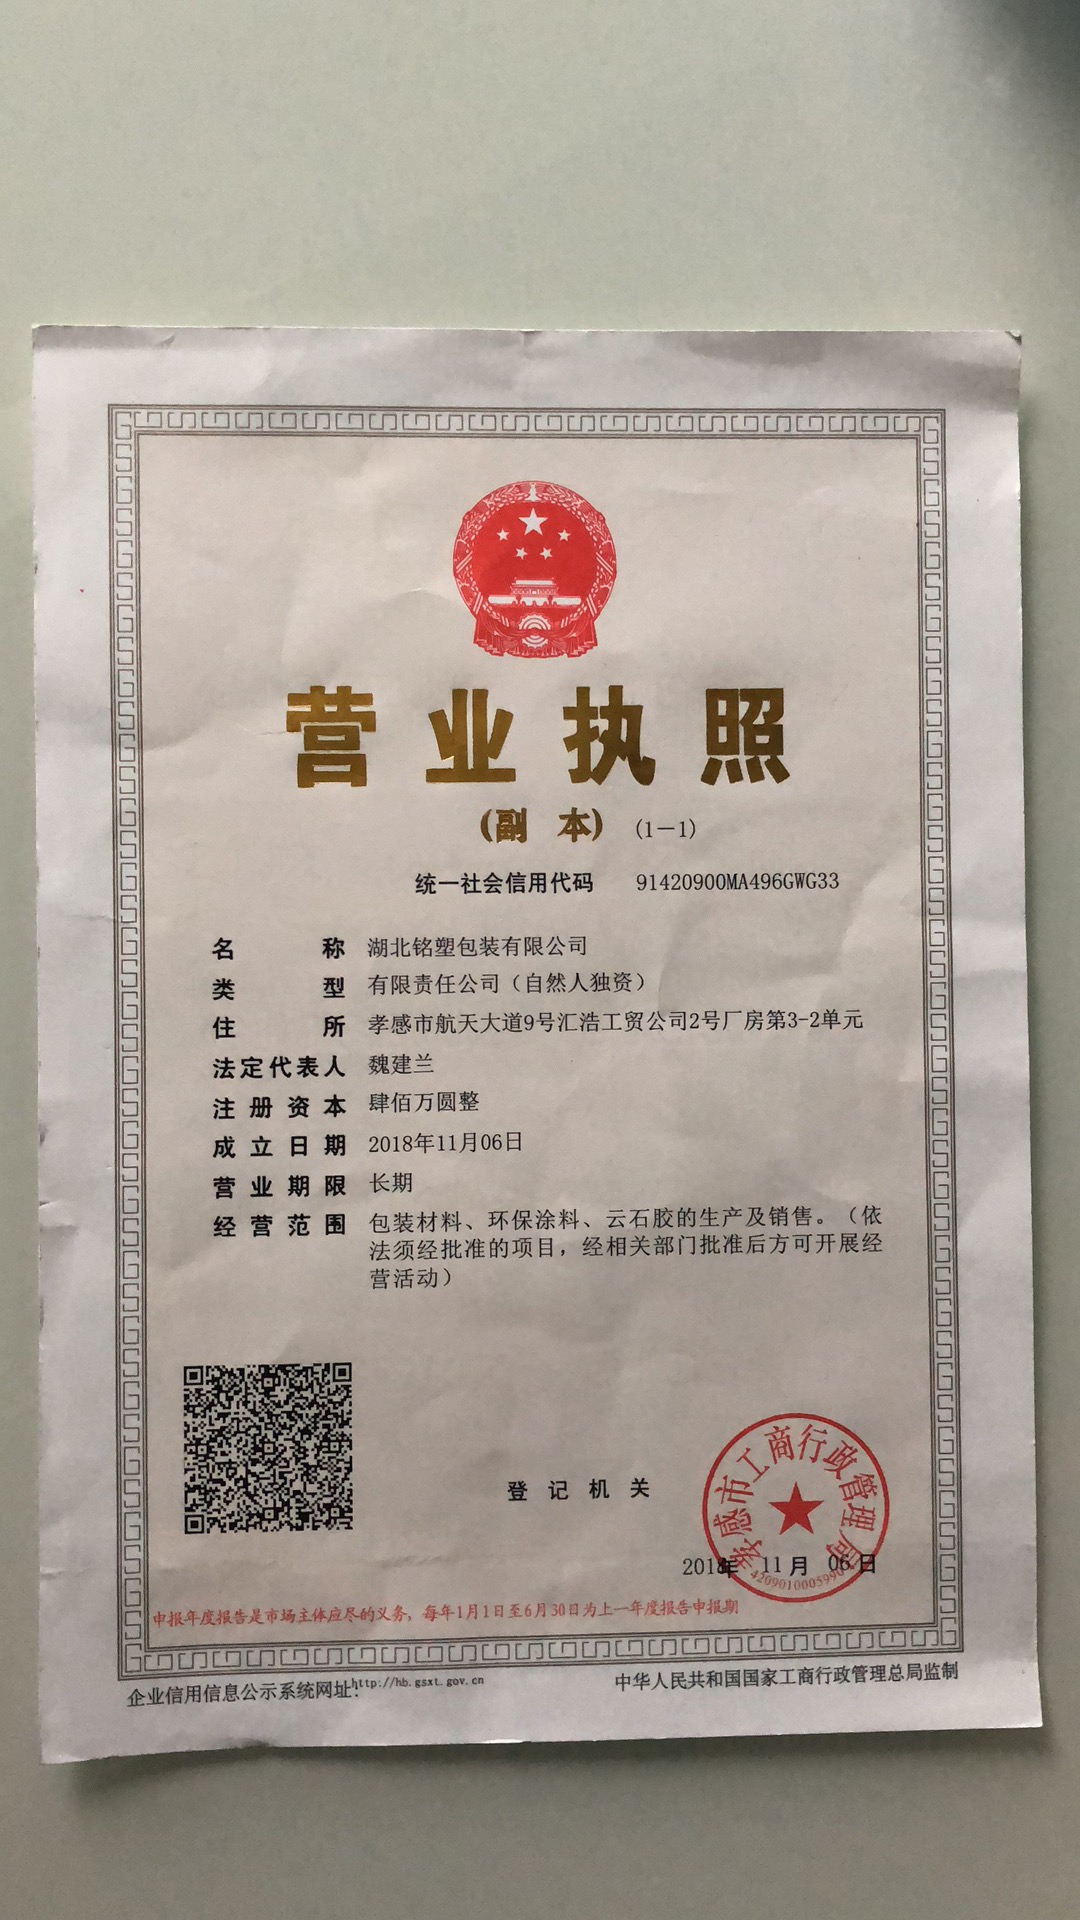 营业执照
(副 本) (1-1)
统一社会信用代码 91420900MA496GWG33
名称 湖北铭塑包装有限公司
类型 有限责任公司（自然人独资）
住所 孝感市航天大道9号汇浩工贸公司2号厂房第3-2单元
法定代表人 魏建兰
注册资本 肆佰万圆整
成立日期 2018年11月06日
营业期限 长期
经营范围 包装材料、环保涂料、云石胶的生产及销售。（依
法须经批准的项目，经相关部门批准后方可开展经
营活动）
登记机关
孝感市工商行政管理局
2018年 11月 06日
申报年度报告是市场主体应尽的义务，每年1月1日至6月30日为上一年度报告申报期
企业信用信息公示系统网址:http://hb.gsxt.gov.cn
中华人民共和国国家工商行政管理总局监制